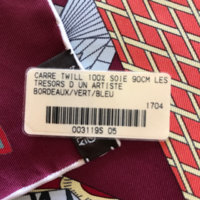 CARRE TWILL 100% SOIE 90CM LES
TRESORS D UN ARTISTE
BORDEAUX/VERT/BLEU
1704
003119S 05